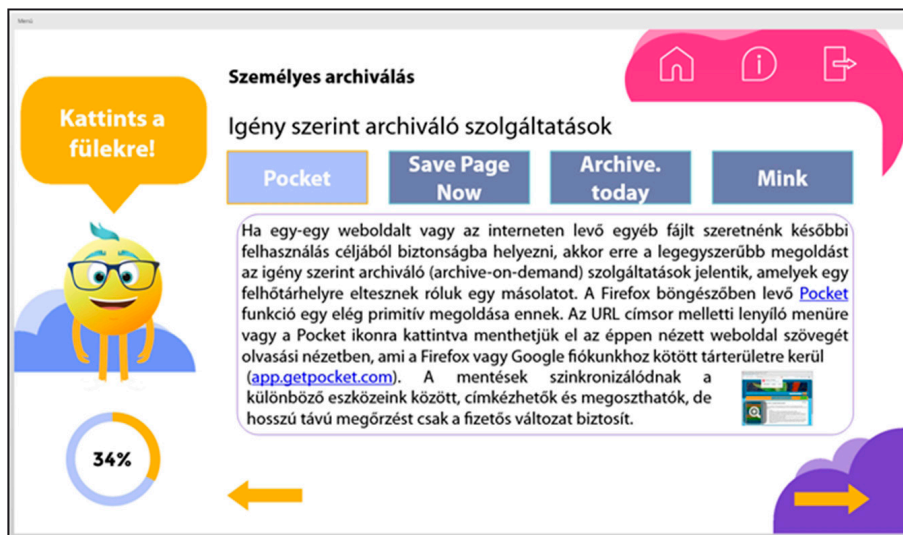 Menü
Személyes archiválás
Kattints a
fülekre!
Igény szerint archiváló szolgáltatások
Pocket
Save Page
Now
Archive.
today
Mink
Ha egy-egy weboldalt vagy az interneten levő egyéb fájlt szeretnénk későbbi
felhasználás céljából biztonságba helyezni, akkor erre a legegyszerűbb megoldást
az igény szerint archiváló (archive-on-demand) szolgáltatások jelentik, amelyek egy
felhőtárhelyre eltesznek róluk egy másolatot. A Firefox böngészőben levő Pocket
funkció egy elég primitív megoldása ennek. Az URL címsor melletti lenyíló menüre
vagy a Pocket ikonra kattintva menthetjük el az éppen nézett weboldal szövegét
olvasási nézetben, ami a Firefox vagy Google fiókunkhoz kötött tárterületre kerül
(app.getpocket.com). A mentések szinkronizálódnak a
különböző eszközeink között, címkézhetők és megoszthatók, de
hosszú távú megőrzést csak a fizetős változat biztosít.
34%